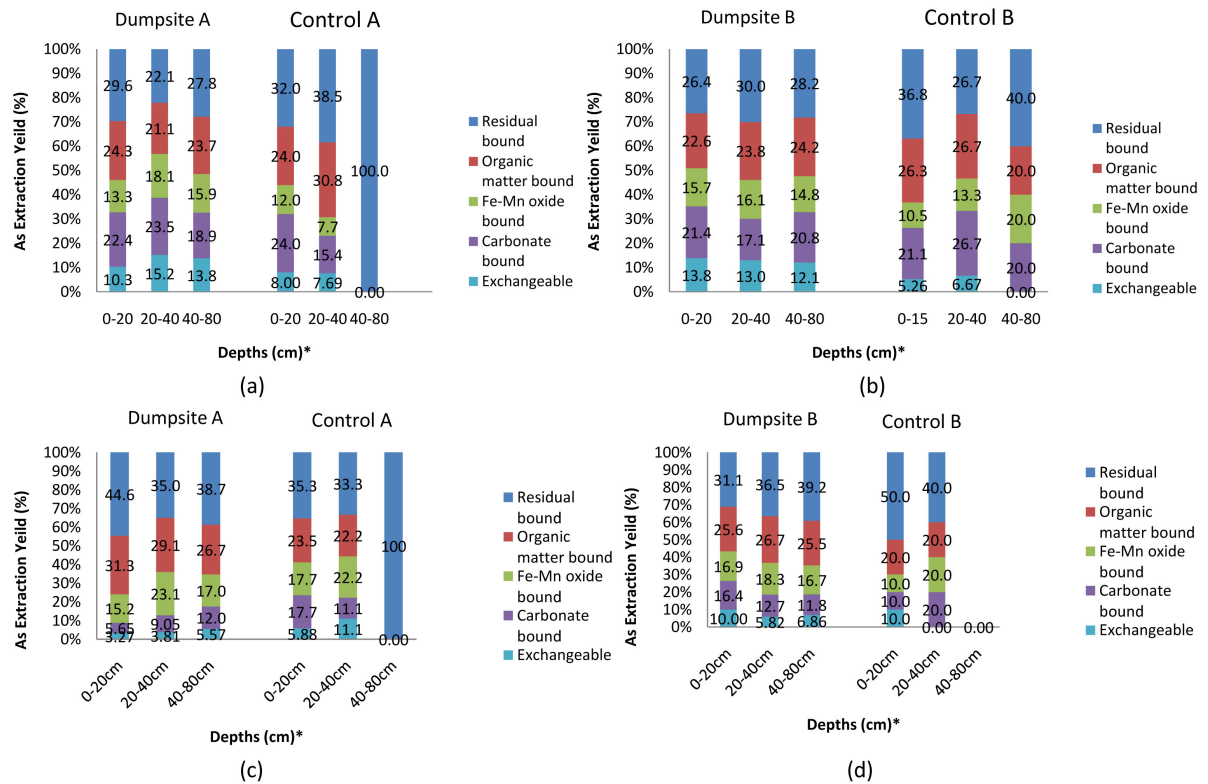 Dumpsite A
Control A
100%
90%
80%
70%
60%
50%
40%
30%
20%
10%
0%
As Extraction Yeild (%)
29.6 22.1 27.8 32.0 38.5
24.3 21.1 23.7 24.0 30.8 100.0
13.3 18.1 15.9 12.0 7.7
22.4 23.5 18.9 24.0 15.4
10.3 15.2 13.8 8.00 7.69 0.00
0-20 20-40 40-80 0-20 20-40 40-80
Depths (cm)*
Residual
bound
Organic
matter bound
Fe-Mn oxide
bound
Carbonate
bound
Exchangeable
(a)
Dumpsite B
Control B
100%
90%
80%
70%
60%
50%
40%
30%
20%
10%
0%
As Extraction Yeild (%)
26.4 30.0 28.2 36.8 26.7 40.0
22.6 23.8 24.2 26.3 26.7 20.0
15.7 16.1 14.8 10.5 13.3 20.0
21.4 17.1 20.8 21.1 26.7 20.0
13.8 13.0 12.1 5.26 6.67 0.00
0-20 20-40 40-80 0-15 20-40 40-80
Depths (cm)*
Residual
bound
Organic
matter bound
Fe-Mn oxide
bound
Carbonate
bound
Exchangeable
(b)
Dumpsite A
Control A
100%
90%
80%
70%
60%
50%
40%
30%
20%
10%
0%
As Extraction Yeild (%)
44.6 35.0 38.7 35.3 33.3
31.3 29.1 26.7 23.5 22.2 100
15.2 23.1 17.0 17.7 22.2
5.65 9.05 12.0 17.7 11.1
3.27 3.81 5.57 5.88 11.1 0.00
0-20cm 20-40cm 40-80cm 0-20cm 20-40cm 40-80cm
Depths (cm)*
Residual
bound
Organic
matter bound
Fe-Mn oxide
bound
Carbonate
bound
Exchangeable
(c)
Dumpsite B
Control B
100%
90%
80%
70%
60%
50%
40%
30%
20%
10%
0%
As Extraction Yeild (%)
31.1 36.5 39.2 50.0 40.0
25.6 26.7 25.5 20.0 20.0
16.9 18.3 16.7 10.0 20.0
16.4 12.7 11.8 10.0 20.0
10.00 5.82 6.86 10.0 0.00 0.00
0-20cm 20-40cm 40-80cm 0-20cm 20-40cm 40-80cm
Depths (cm)*
Residual
bound
Organic
matter bound
Fe-Mn oxide
bound
Carbonate
bound
Exchangeable
(d)